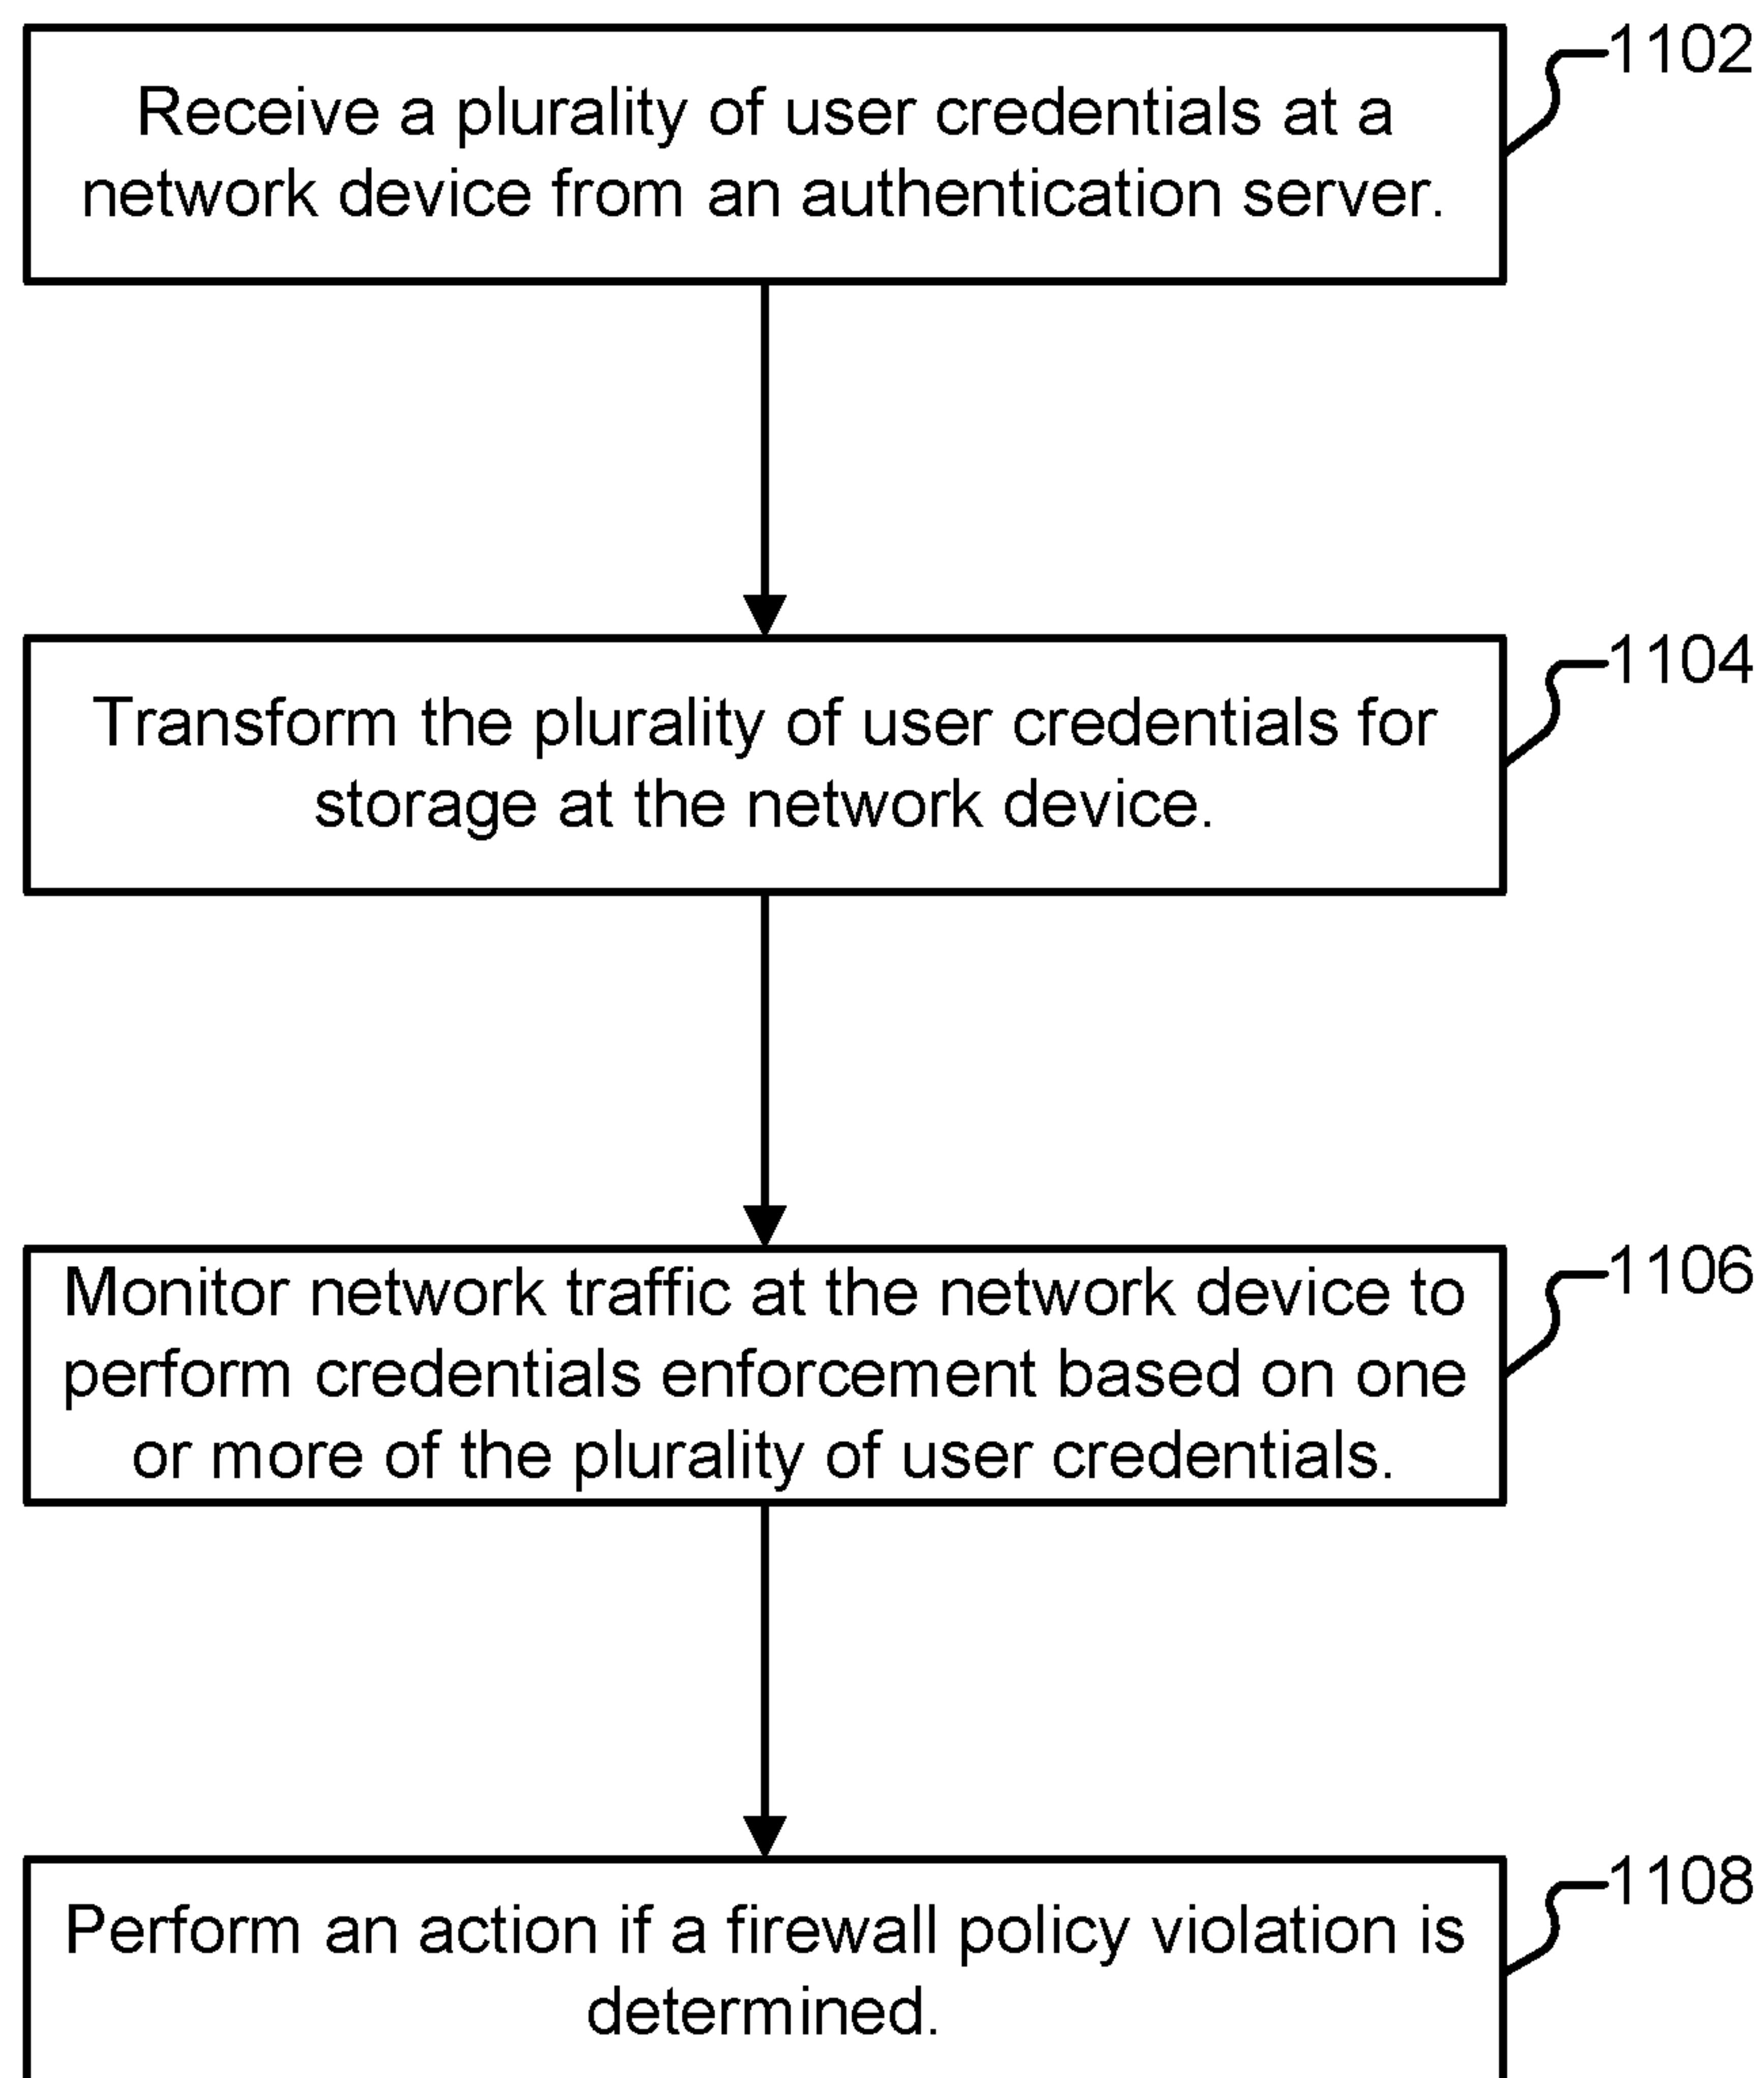 1102
Receive a plurality of user credentials at a
network device from an authentication server.
1104
Transform the plurality of user credentials for
storage at the network device.
1106
Monitor network traffic at the network device to
perform credentials enforcement based on one
or more of the plurality of user credentials.
1108
Perform an action if a firewall policy violation is
determined.